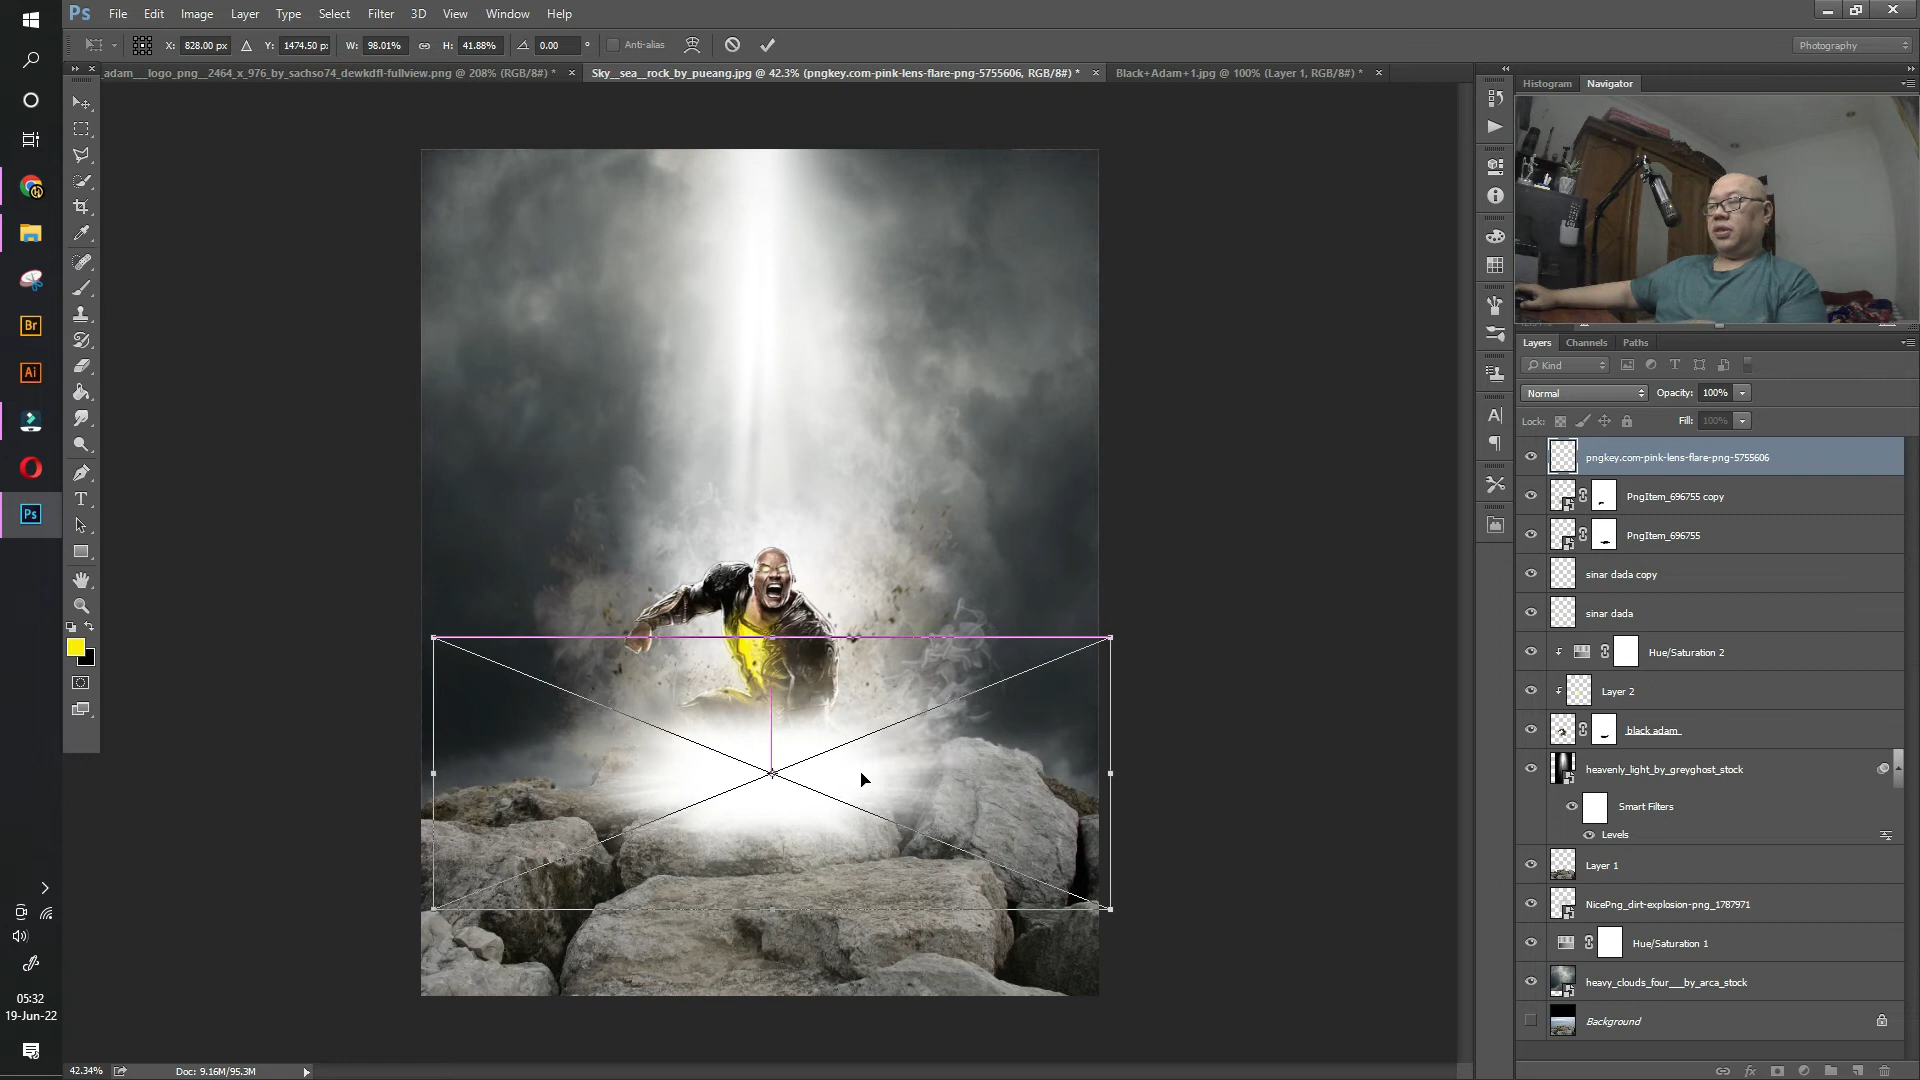 Ps File Edit Image Layer Type Select Filter 3D View Window Help
X: 828.00 px Y: 1474.50 px W: 98.01% H: 41.88% 0.00 ° Anti-alias Photography
_adam__logo_png__2464_x_976_by_sachso74_dewkdfl-fullview.png @ 208% (RGB/8#) * × Sky__sea__rock_by_pueang.jpg @ 42.3% (pngkey.com-pink-lens-flare-png-5755606, RGB/8#) * × Black+Adam+1.jpg @ 100% (Layer 1, RGB/8#) * ×
Histogram Navigator
Layers Channels Paths
Kind
Normal Opacity: 100%
Lock: Fill: 100%
pngkey.com-pink-lens-flare-png-5755606
PngItem_696755 copy
PngItem_696755
sinar dada copy
sinar dada
Hue/Saturation 2
Layer 2
black adam
heavenly_light_by_greyghost_stock
Smart Filters
Levels
Layer 1
NicePng_dirt-explosion-png_1787971
Hue/Saturation 1
heavy_clouds_four___by_arca_stock
Background
Br
Ai
Ps
05:32
19-Jun-22
42.34% Doc: 9.16M/95.3M